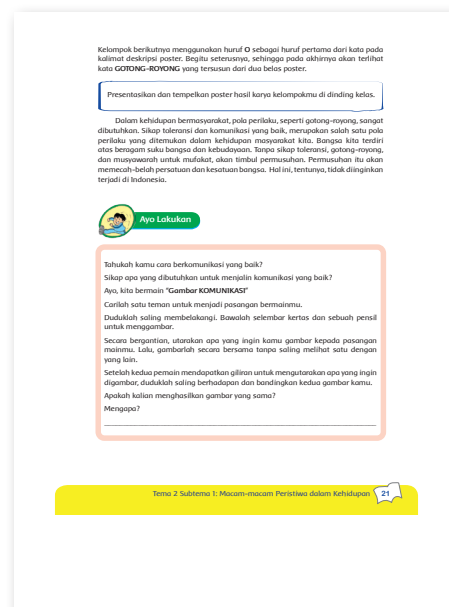 Kelompok berikutnya menggunakan huruf O sebagai huruf pertama dari kata pada
kalimat deskripsi poster. Begitu seterusnya, sehingga pada akhirnya akan terlihat
kata GOTONG-ROYONG yang tersusun dari dua belas poster.
Presentasikan dan tempelkan poster hasil karya kelompokmu di dinding kelas.
Dalam kehidupan bermasyarakat, pola perilaku, seperti gotong-royong, sangat
dibutuhkan. Sikap toleransi dan komunikasi yang baik, merupakan salah satu pola
perilaku yang ditemukan dalam kehidupan masyarakat kita. Bangsa kita terdiri
atas beragam suku bangsa dan kebudayaan. Tanpa sikap toleransi, gotong-royong,
dan musyawarah untuk mufakat, akan timbul permusuhan. Permusuhan itu akan
memecah-belah persatuan dan kesatuan bangsa. Hal ini, tentunya, tidak diinginkan
terjadi di Indonesia.
Ayo Lakukan
Tahukah kamu cara berkomunikasi yang baik?
Sikap apa yang dibutuhkan untuk menjalin komunikasi yang baik?
Ayo, kita bermain "Gambar KOMUNIKASI"
Carilah satu teman untuk menjadi pasangan bermainmu.
Duduklah saling membelakangi. Bawalah selembar kertas dan sebuah pensil
untuk menggambar.
Secara bergantian, utarakan apa yang ingin kamu gambar kepada pasangan
mainmu. Lalu, gambarlah secara bersama tanpa saling melihat satu dengan
yang lain.
Setelah kedua pemain mendapatkan giliran untuk mengutarakan apa yang ingin
digambar, duduklah saling berhadapan dan bandingkan kedua gambar kamu.
Apakah kalian menghasilkan gambar yang sama?
Mengapa?
Tema 2 Subtema 1: Macam-macam Peristiwa dalam Kehidupan 21